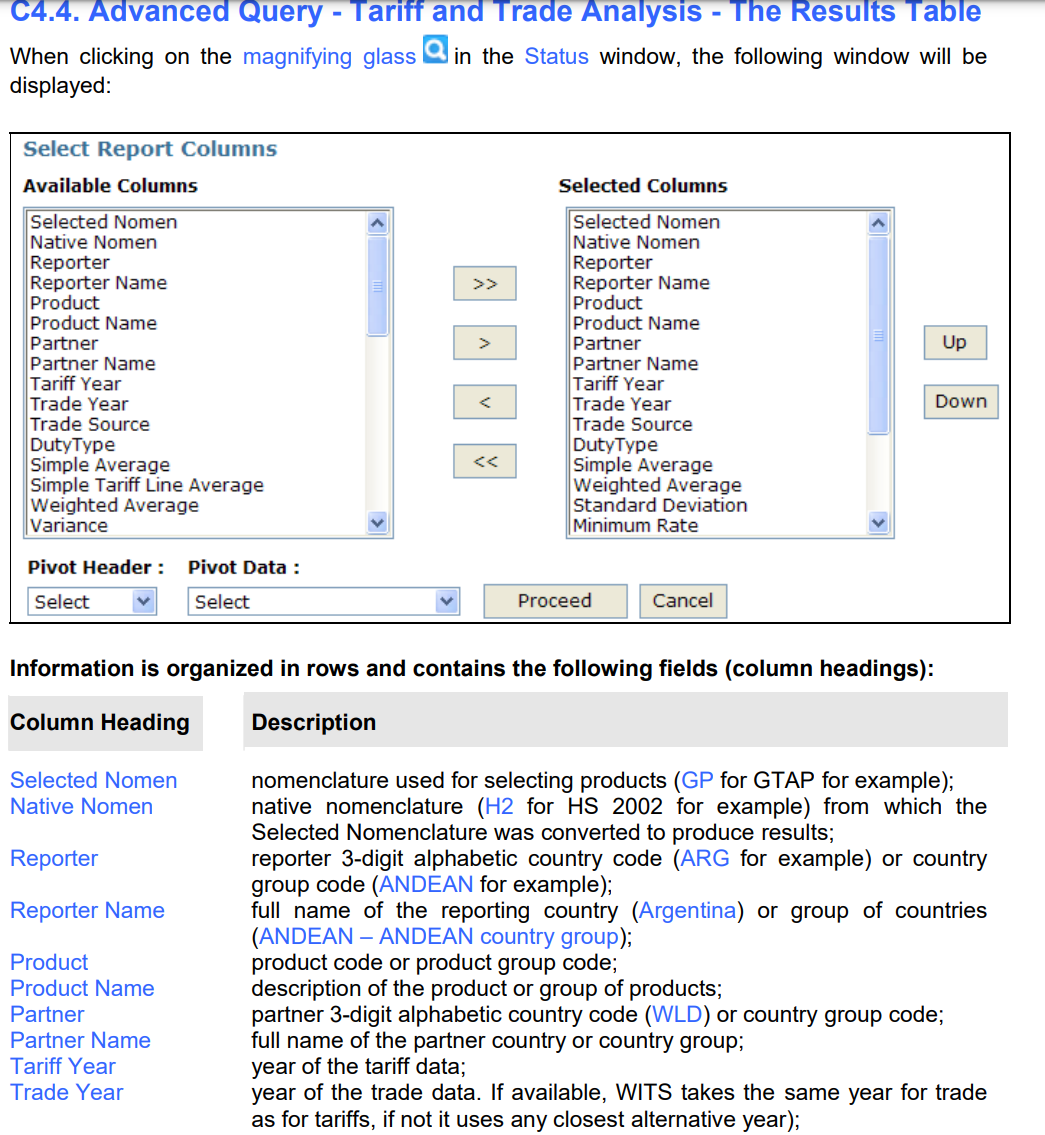 C4.4. Advanced Query - Tariff and Trade Analysis - The Results Table
When clicking on the magnifying glass in the Status window, the following window will be
displayed:
Select Report Columns
Available Columns
Selected Nomen
Native Nomen
Reporter
Reporter Name
Product
Product Name
Partner
Partner Name
Tariff Year
Trade Year
Trade Source
DutyType
Simple Average
Simple Tariff Line Average
Weighted Average
Variance
>>
>
<
<<
Selected Columns
Selected Nomen
Native Nomen
Reporter
Reporter Name
Product
Product Name
Partner
Partner Name
Tariff Year
Trade Year
Trade Source
DutyType
Simple Average
Weighted Average
Standard Deviation
Minimum Rate
Up
Down
Pivot Header : Pivot Data :
Select Select Proceed Cancel
Information is organized in rows and contains the following fields (column headings):
Column Heading Description
Selected Nomen nomenclature used for selecting products (GP for GTAP for example);
Native Nomen native nomenclature (H2 for HS 2002 for example) from which the
Selected Nomenclature was converted to produce results;
Reporter reporter 3-digit alphabetic country code (ARG for example) or country
group code (ANDEAN for example);
Reporter Name full name of the reporting country (Argentina) or group of countries
(ANDEAN – ANDEAN country group);
Product product code or product group code;
Product Name description of the product or group of products;
Partner partner 3-digit alphabetic country code (WLD) or country group code;
Partner Name full name of the partner country or country group;
Tariff Year year of the tariff data;
Trade Year year of the trade data. If available, WITS takes the same year for trade
as for tariffs, if not it uses any closest alternative year);